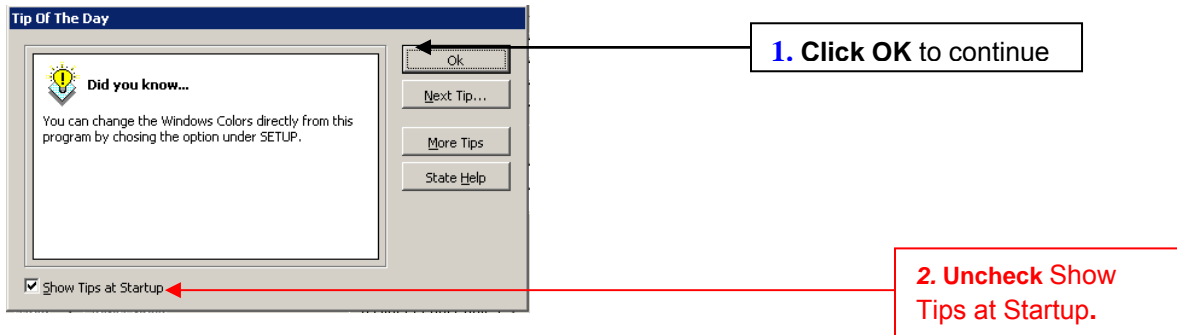 Tip Of The Day
Did you know...
You can change the Windows Colors directly from this
program by chosing the option under SETUP.
Ok
Next Tip...
More Tips
State Help
Show Tips at Startup
1. Click OK to continue
2. Uncheck Show
Tips at Startup.